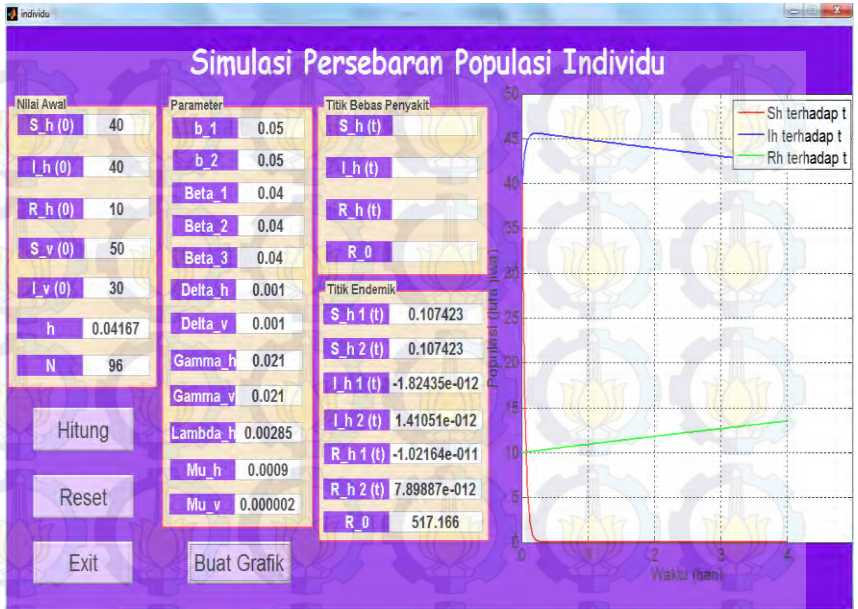 individu
Simulasi Persebaran Populasi Individu
Nilai Awal
S_h (0) 40
I_h (0) 40
R_h (0) 10
S_v (0) 50
I_v (0) 30
h 0.04167
N 96
Hitung
Reset
Exit
Parameter
b_1 0.05
b_2 0.05
Beta_1 0.04
Beta_2 0.04
Beta_3 0.04
Delta_h 0.001
Delta_v 0.001
Gamma_h 0.021
Gamma_v 0.021
Lambda_h 0.00285
Mu_h 0.0009
Mu_v 0.000002
Buat Grafik
Titik Bebas Penyakit
S_h (t)
I_h (t)
R_h (t)
R_0
Titik Endemik
S_h 1 (t) 0.107423
S_h 2 (t) 0.107423
I_h 1 (t) -1.82435e-012
I_h 2 (t) 1.41051e-012
R_h 1 (t) -1.02164e-011
R_h 2 (t) 7.89887e-012
R_0 517.166
Populasi (juta jiwa)
50
45
40
35
30
25
20
15
10
5
0
0 1 2 3 4
Waktu (hari)
Sh terhadap t
Ih terhadap t
Rh terhadap t